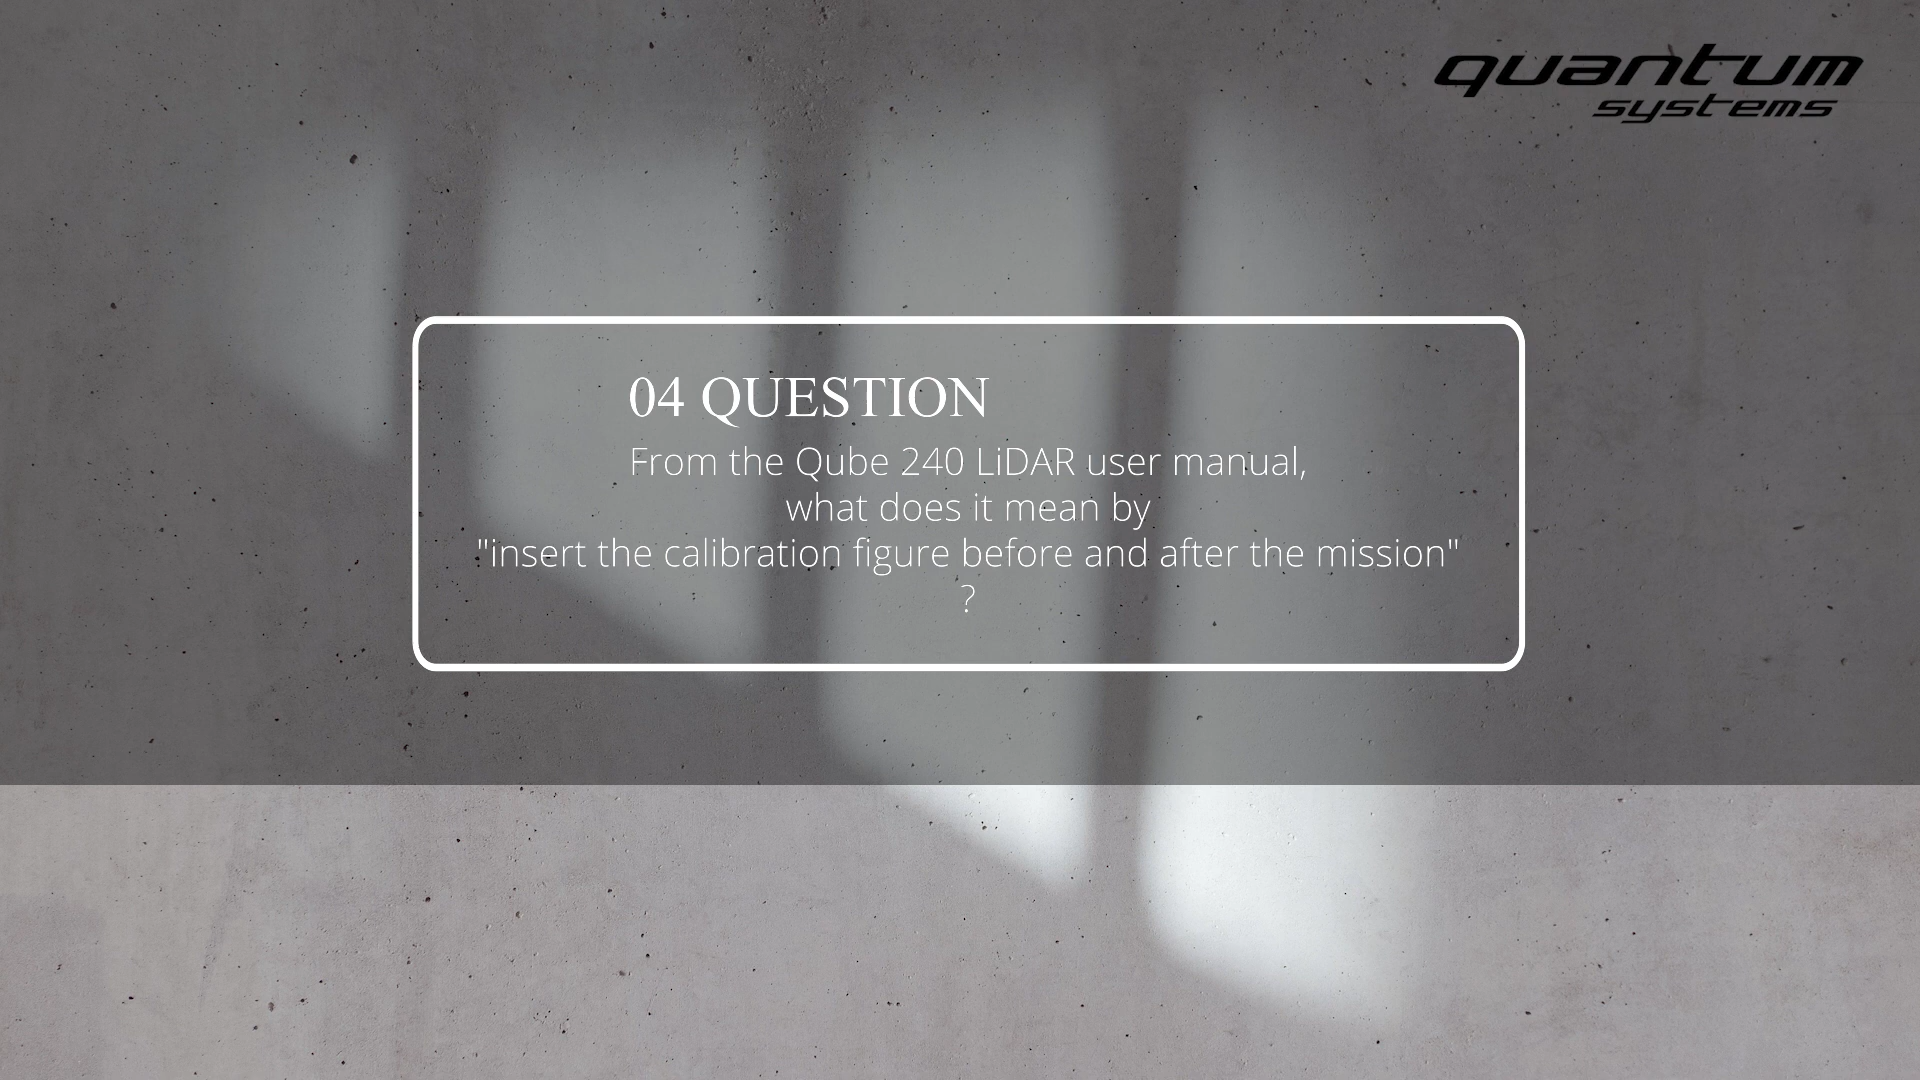 quantum
systems
04 QUESTION
From the Qube 240 LiDAR user manual,
what does it mean by
"insert the calibration figure before and after the mission"
?